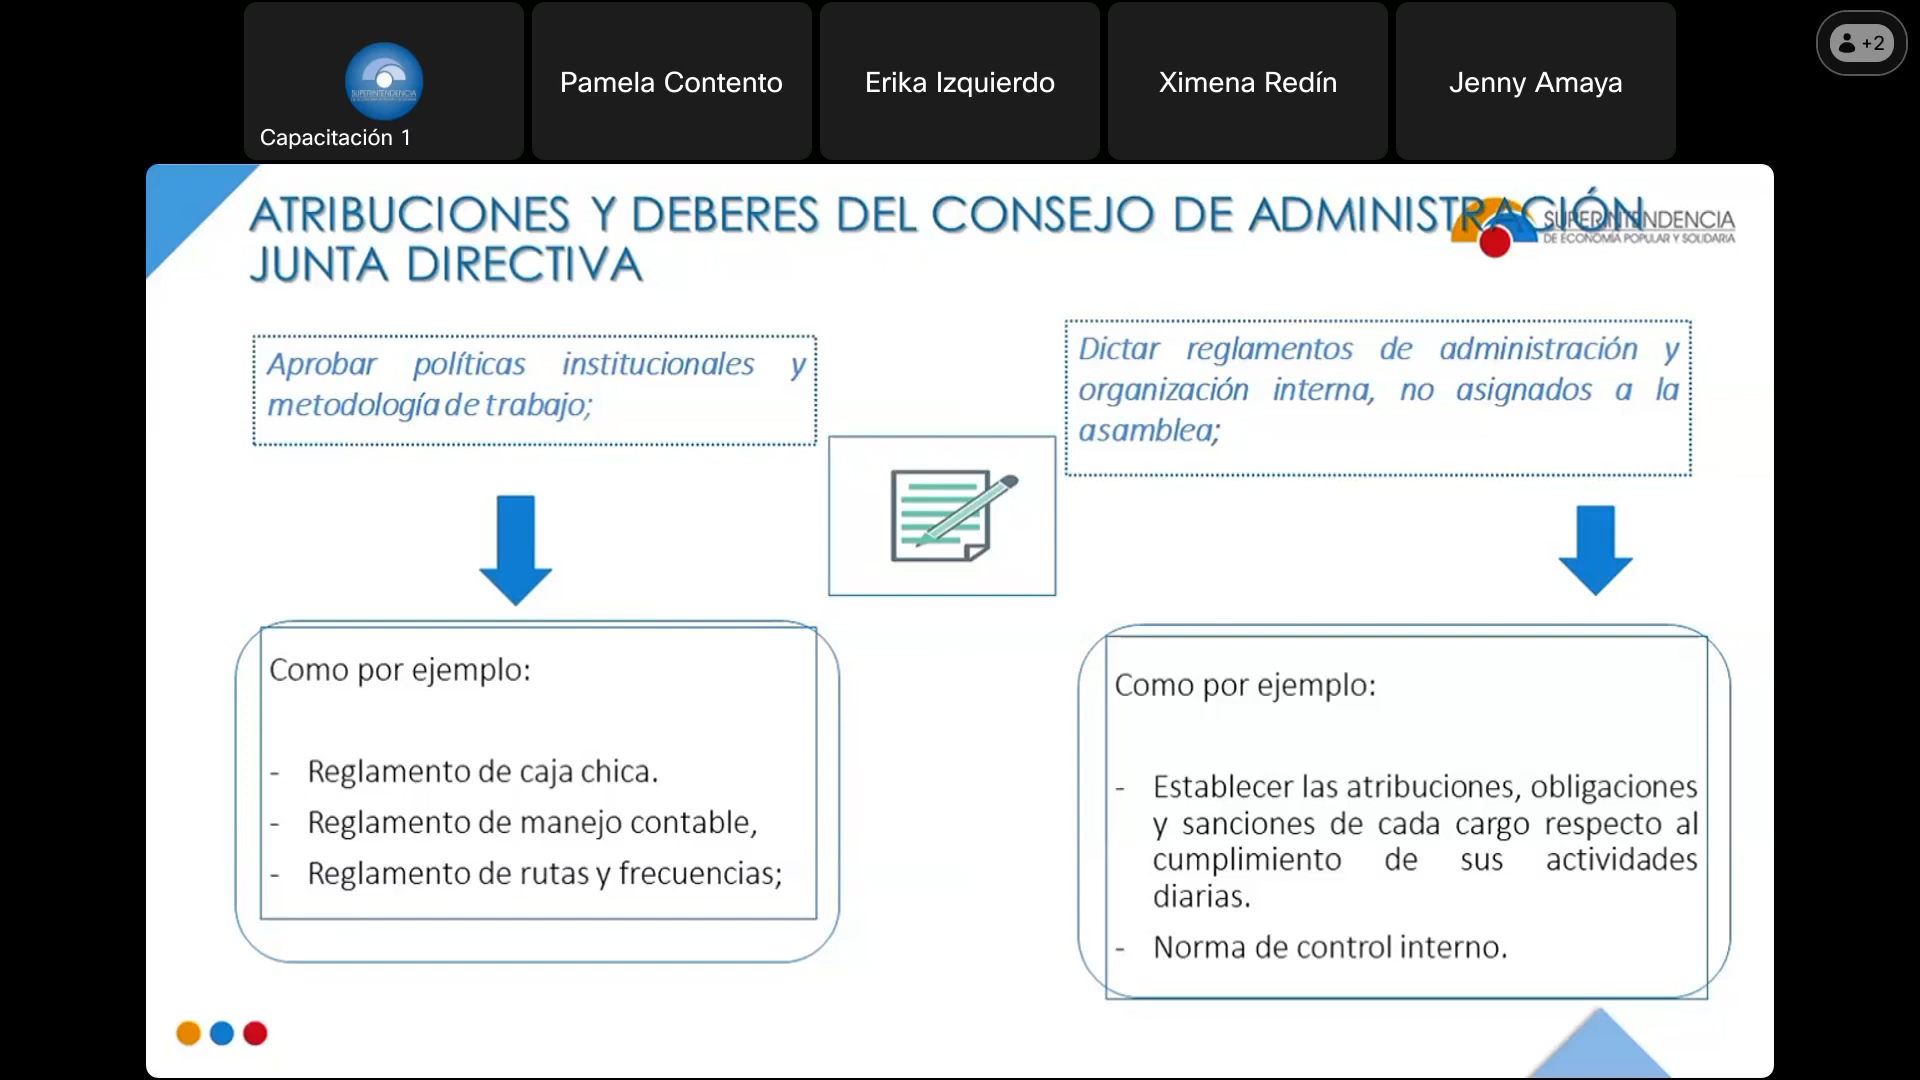 +2
Pamela Contento
Erika Izquierdo
Ximena Redín
Jenny Amaya
SUPERINTENDENCIA
Capacitación 1
ATRIBUCIONES Y DEBERES DEL CONSEJO DE ADMINISTRACIÓN
JUNTA DIRECTIVA
SUPERINTENDENCIA
DE ECONOMÍA POPULAR Y SOLIDARIA
Aprobar políticas institucionales y
metodología de trabajo;
Dictar reglamentos de administración y
organización interna, no asignados a la
asamblea;
Como por ejemplo:
- Reglamento de caja chica.
- Reglamento de manejo contable,
- Reglamento de rutas y frecuencias;
Como por ejemplo:
- Establecer las atribuciones, obligaciones
y sanciones de cada cargo respecto al
cumplimiento de sus actividades
diarias.
- Norma de control interno.